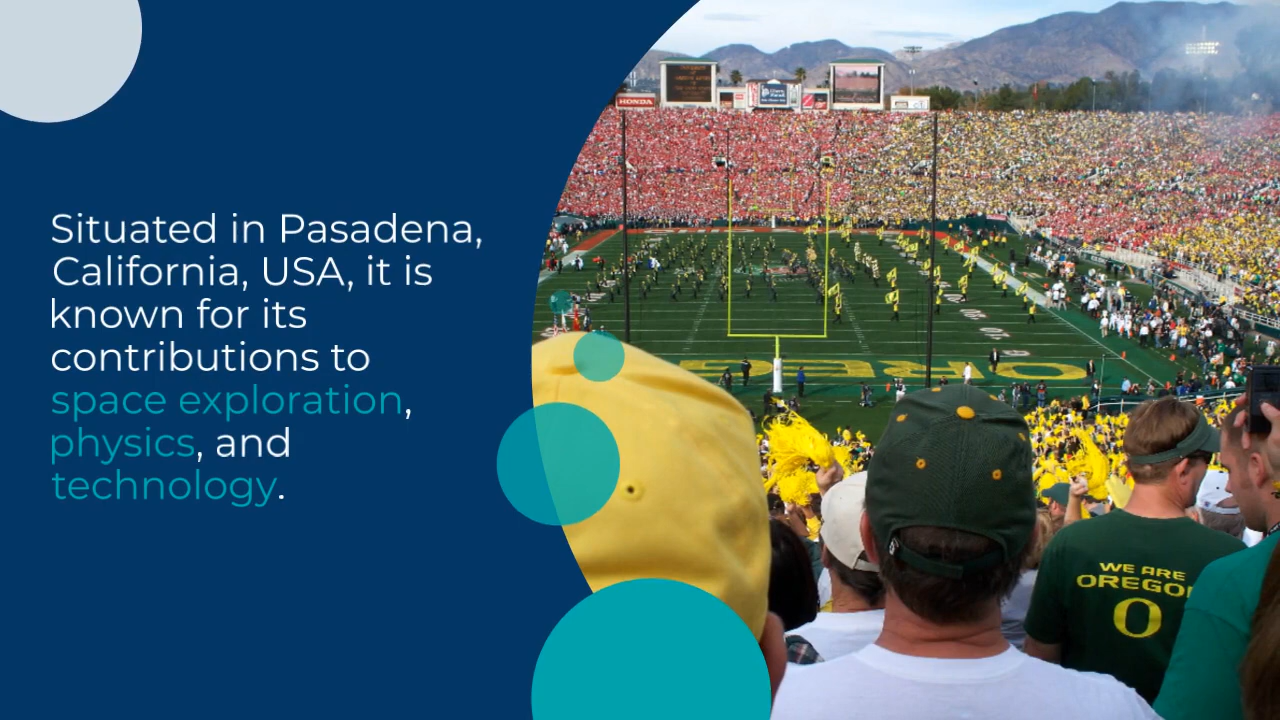 Situated in Pasadena,
California, USA, it is
known for its
contributions to
space exploration,
physics, and
technology.
HONDA
OREG
WE ARE
OREGON
O